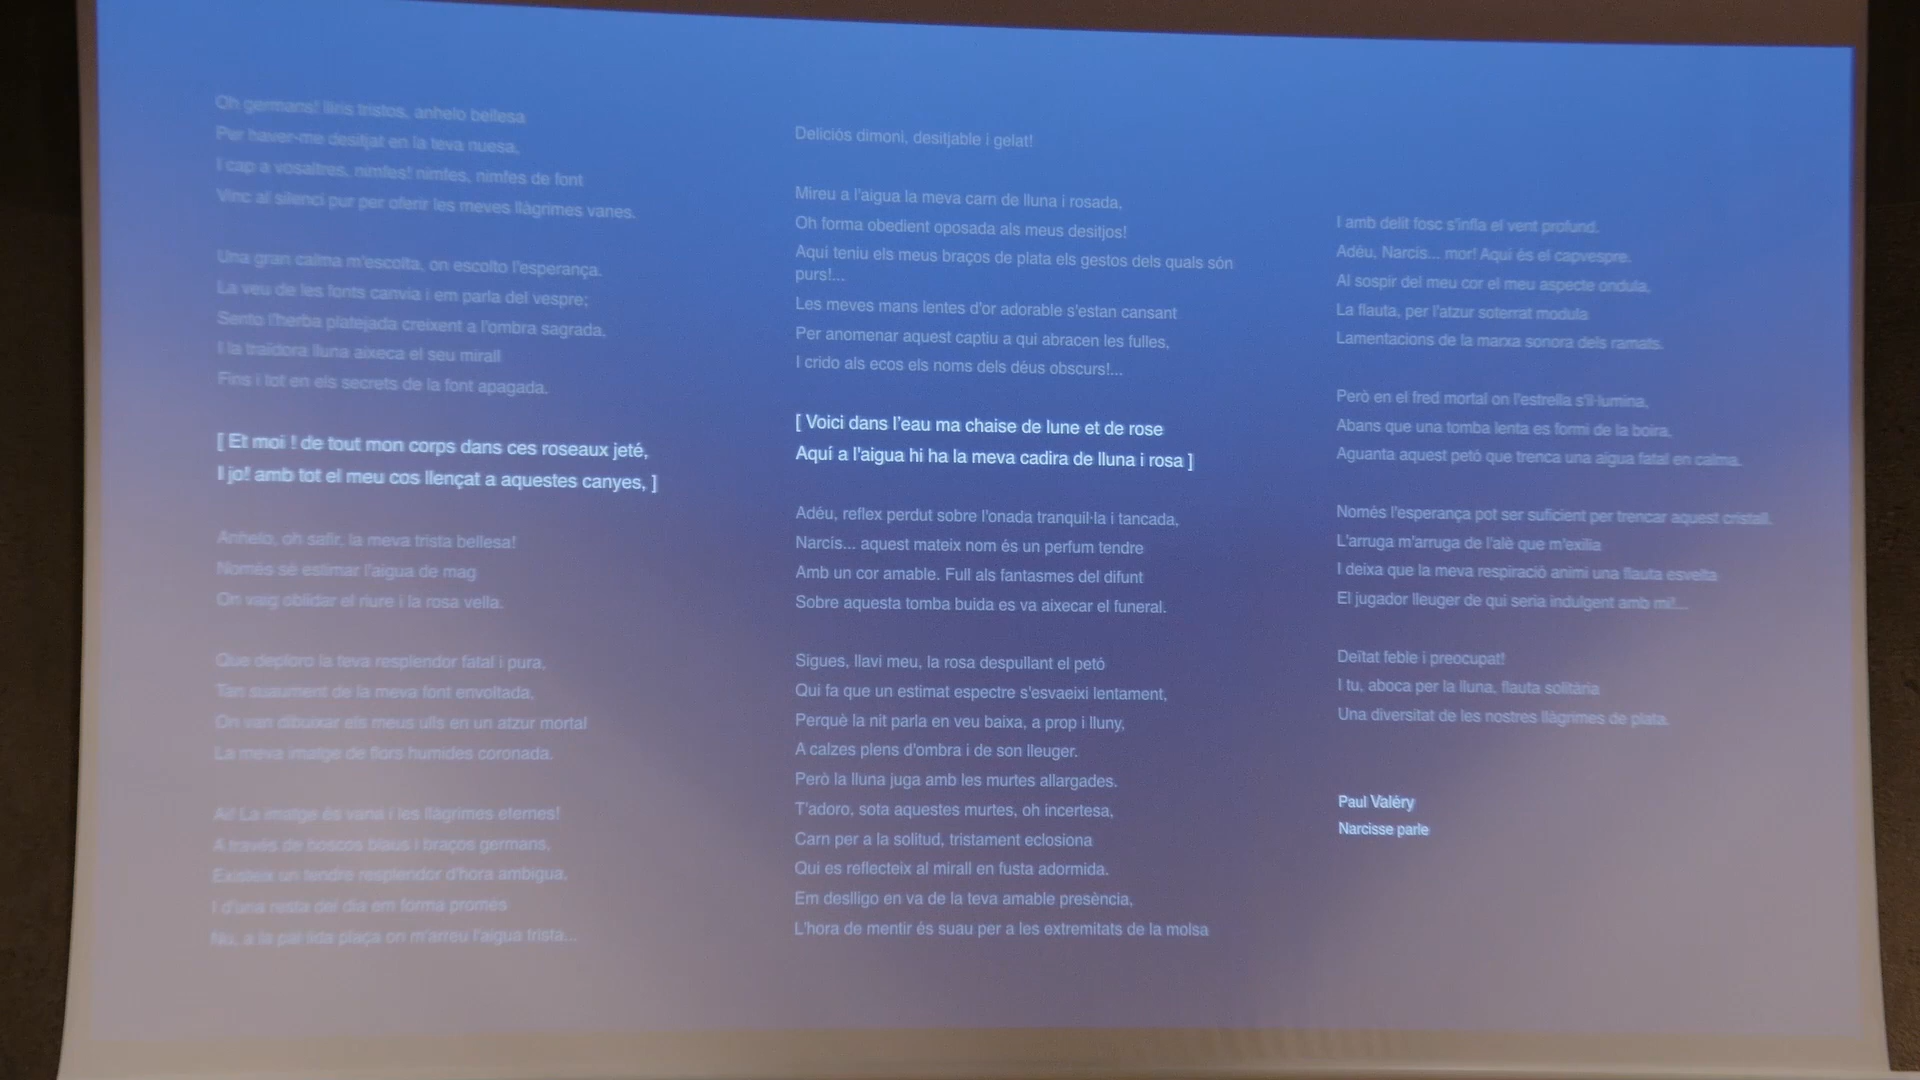 Oh germans! lliris tristos, anhelo bellesa
Per haver-me desitjat en la teva nuesa,
I cap a vosaltres, nimfes! nimfes, nimfes de font
Vinc al silenci pur per oferir les meves llàgrimes vanes.
Una gran calma m'escolta, on escolto l'esperança.
La veu de les fonts canvia i em parla del vespre;
Sento l'herba platejada creixent a l'ombra sagrada,
I la traïdora lluna aixeca el seu mirall
Fins i tot en els secrets de la font apagada.
[ Et moi ! de tout mon corps dans ces roseaux jeté,
I jo! amb tot el meu cos llençat a aquestes canyes, ]
Anhelo, oh safir, la meva trista bellesa!
Només sé estimar l'aigua de mag
On vaig oblidar el riure i la rosa vella.
Que deploro la teva resplendor fatal i pura,
Tan suaument de la meva font envoltada,
On van dibuixar els meus ulls en un atzur mortal
La meva imatge de flors humides coronada.
Ai! La imatge és vana i les llàgrimes eternes!
A través de boscos blaus i braços germans,
Existeix un tendre resplendor d'hora ambigua,
I d'una resta del dia em forma promès
Nu, a la pàl·lida plaça on m'arreu l'aigua trista...
Deliciós dimoni, desitjable i gelat!
Mireu a l'aigua la meva carn de lluna i rosada,
Oh forma obedient oposada als meus desitjos!
Aquí teniu els meus braços de plata els gestos dels quals són
purs!...
Les meves mans lentes d'or adorable s'estan cansant
Per anomenar aquest captiu a qui abracen les fulles,
I crido als ecos els noms dels déus obscurs!...
[ Voici dans l'eau ma chaise de lune et de rose
Aquí a l'aigua hi ha la meva cadira de lluna i rosa ]
Adéu, reflex perdut sobre l'onada tranquil·la i tancada,
Narcís... aquest mateix nom és un perfum tendre
Amb un cor amable. Full als fantasmes del difunt
Sobre aquesta tomba buida es va aixecar el funeral.
Sigues, llavi meu, la rosa despullant el petó
Qui fa que un estimat espectre s'esvaeixi lentament,
Perquè la nit parla en veu baixa, a prop i lluny,
A calzes plens d'ombra i de son lleuger.
Però la lluna juga amb les murtes allargades.
T'adoro, sota aquestes murtes, oh incertesa,
Carn per a la solitud, tristament eclosiona
Qui es reflecteix al mirall en fusta adormida.
Em deslligo en va de la teva amable presència,
L'hora de mentir és suau per a les extremitats de la molsa
I amb delit fosc s'infla el vent profund.
Adéu, Narcís... mor! Aquí és el capvespre.
Al sospir del meu cor el meu aspecte ondula,
La flauta, per l'atzur soterrat modula
Lamentacions de la marxa sonora dels ramats.
Però en el fred mortal on l'estrella s'il·lumina,
Abans que una tomba lenta es formi de la boira,
Aguanta aquest petó que trenca una aigua fatal en calma.
Només l'esperança pot ser suficient per trencar aquest cristall.
L'arruga m'arruga de l'alè que m'exilia
I deixa que la meva respiració animi una flauta esvelta
El jugador lleuger de qui seria indulgent amb mi!...
Deïtat feble i preocupat!
I tu, aboca per la lluna, flauta solitària
Una diversitat de les nostres llàgrimes de plata.
Paul Valéry
Narcisse parle